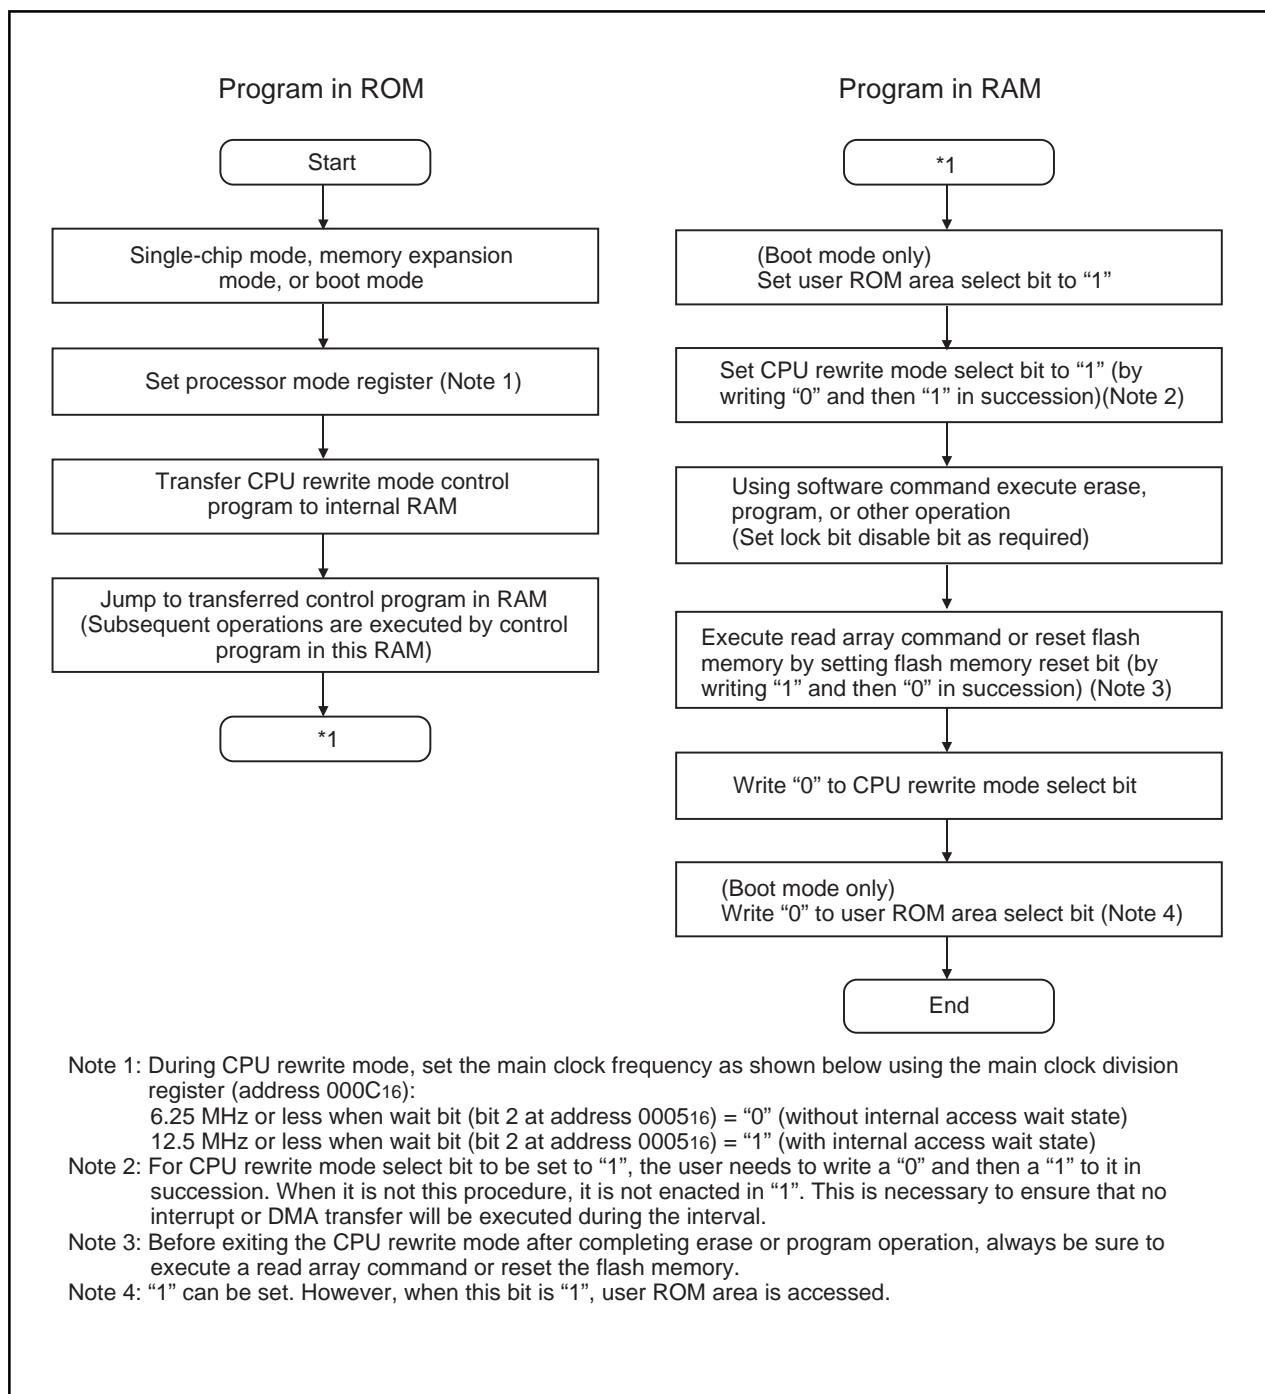 Program in ROM
Start
Single-chip mode, memory expansion
mode, or boot mode
Set processor mode register (Note 1)
Transfer CPU rewrite mode control
program to internal RAM
Jump to transferred control program in RAM
(Subsequent operations are executed by control
program in this RAM)
*1
Program in RAM
*1
(Boot mode only)
Set user ROM area select bit to “1”
Set CPU rewrite mode select bit to “1” (by
writing “0” and then “1” in succession)(Note 2)
Using software command execute erase,
program, or other operation
(Set lock bit disable bit as required)
Execute read array command or reset flash
memory by setting flash memory reset bit (by
writing “1” and then “0” in succession) (Note 3)
Write “0” to CPU rewrite mode select bit
(Boot mode only)
Write “0” to user ROM area select bit (Note 4)
End
Note 1: During CPU rewrite mode, set the main clock frequency as shown below using the main clock division
register (address 000C16):
6.25 MHz or less when wait bit (bit 2 at address 000516) = “0” (without internal access wait state)
12.5 MHz or less when wait bit (bit 2 at address 000516) = “1” (with internal access wait state)
Note 2: For CPU rewrite mode select bit to be set to “1”, the user needs to write a “0” and then a “1” to it in
succession. When it is not this procedure, it is not enacted in “1”. This is necessary to ensure that no
interrupt or DMA transfer will be executed during the interval.
Note 3: Before exiting the CPU rewrite mode after completing erase or program operation, always be sure to
execute a read array command or reset the flash memory.
Note 4: “1” can be set. However, when this bit is “1”, user ROM area is accessed.